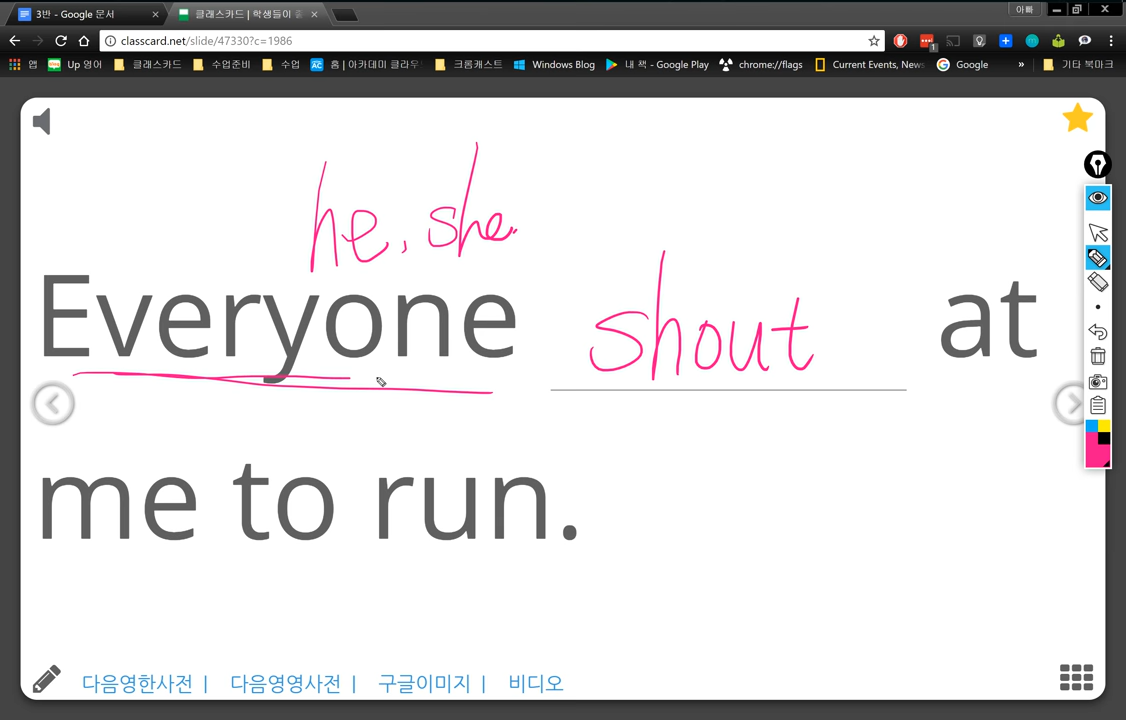 3반 - Google 문서
클래스카드 | 학생들이 좋
아빠
classcard.net/slide/47330?c=1986
1
앱
Up 영어
클래스카드
수업준비
수업
홈 | 아카데미 클라우
크롬캐스트
Windows Blog
내 책 - Google Play
chrome://flags
Current Events, News
Google
»
기타 북마크
he, she.
Everyone shout at
me to run.
다음영한사전 | 다음영영사전 | 구글이미지 | 비디오